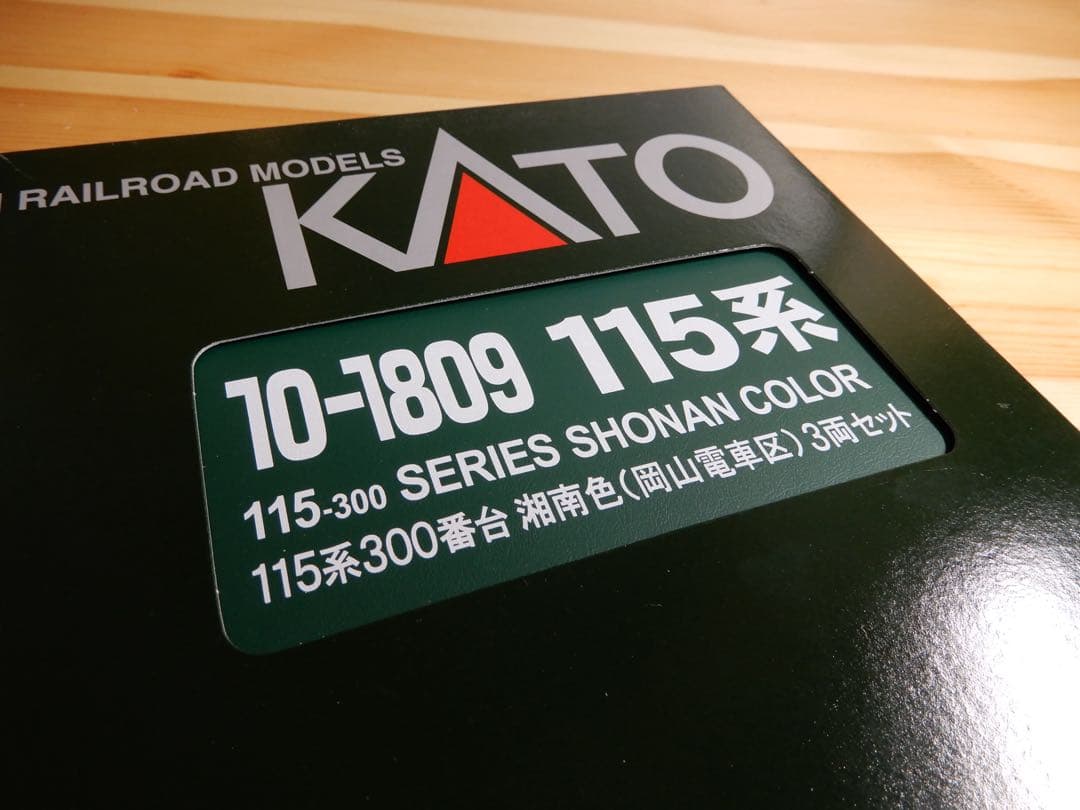 RAILROAD MODELS
KATO
10-1809 115系
115-300 SERIES SHONAN COLOR
115系300番台 湘南色(岡山電車区)3両セット